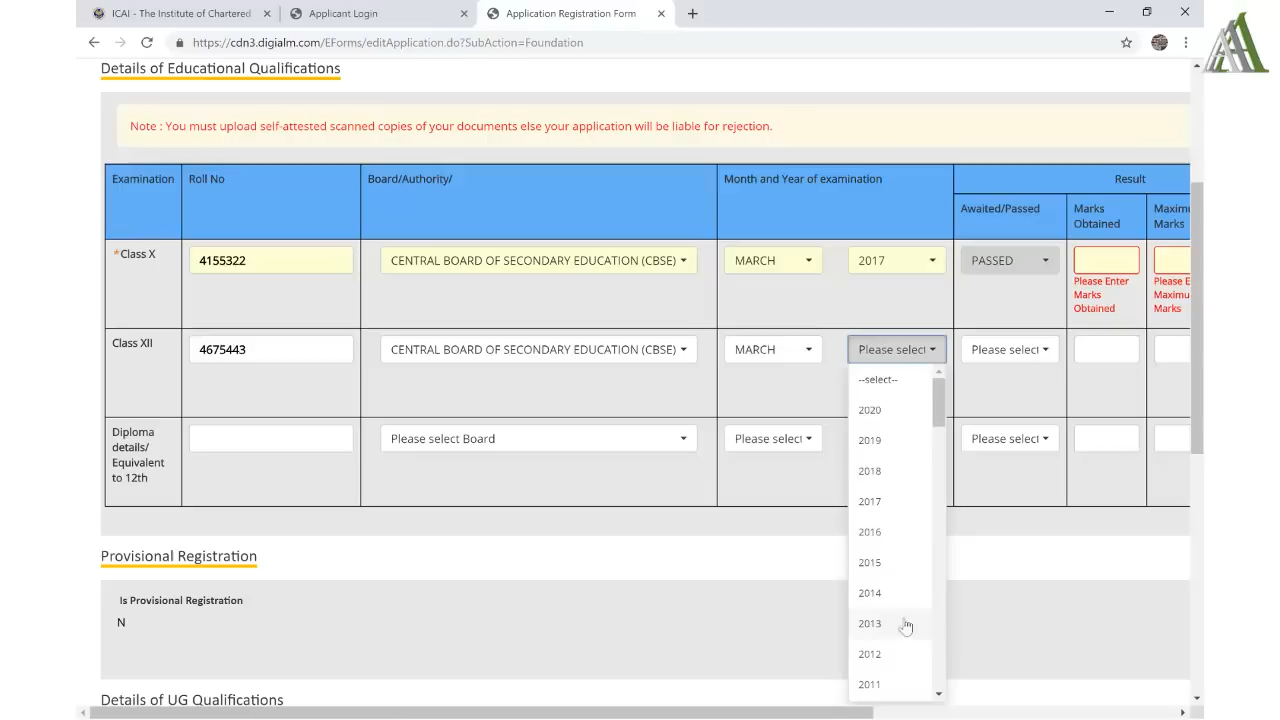 ICAI - The Institute of Chartered
Applicant Login
Application Registration Form
https://cdn3.digialm.com/EForms/editApplication.do?SubAction=Foundation
Details of Educational Qualifications
Note : You must upload self-attested scanned copies of your documents else your application will be liable for rejection.
Examination
Roll No
Board/Authority/
Month and Year of examination
Result
Awaited/Passed
Marks
Obtained
Maximu
Marks
*Class X
4155322
CENTRAL BOARD OF SECONDARY EDUCATION (CBSE)
MARCH
2017
PASSED
Please Enter
Marks
Obtained
Please E
Maximu
Marks
Class XII
4675443
CENTRAL BOARD OF SECONDARY EDUCATION (CBSE)
MARCH
Please select
Please select
--select--
2020
2019
2018
2017
2016
2015
2014
2013
2012
2011
Diploma
details/
Equivalent
to 12th
Please select Board
Please select
Please select
Provisional Registration
Is Provisional Registration
N
Details of UG Qualifications